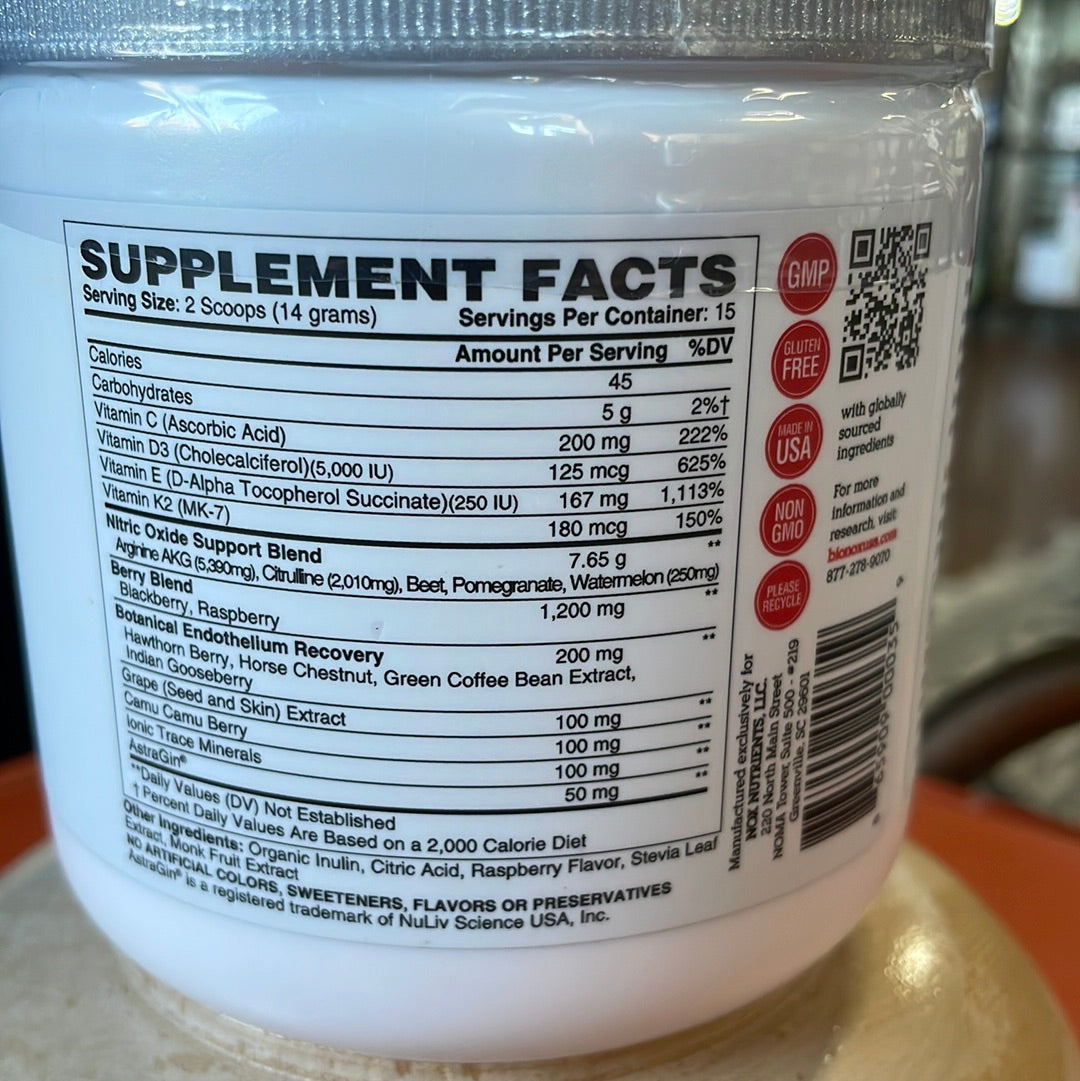 SUPPLEMENT FACTS
Serving Size: 2 Scoops (14 grams) Servings Per Container: 15
Amount Per Serving %DV
Calories 45
Carbohydrates 5 g 2%†
Vitamin C (Ascorbic Acid) 200 mg 222%
Vitamin D3 (Cholecalciferol)(5,000 IU) 125 mcg 625%
Vitamin E (D-Alpha Tocopherol Succinate)(250 IU) 167 mg 1,113%
Vitamin K2 (MK-7) 180 mcg 150%
Nitric Oxide Support Blend 7.65 g **
Arginine AKG (5,390mg), Citrulline (2,010mg), Beet, Pomegranate, Watermelon (250mg)
Berry Blend 1,200 mg **
Blackberry, Raspberry
Botanical Endothelium Recovery 200 mg **
Hawthorn Berry, Horse Chestnut, Green Coffee Bean Extract,
Indian Gooseberry
Grape (Seed and Skin) Extract 100 mg **
Camu Camu Berry 100 mg **
Ionic Trace Minerals 100 mg **
AstraGin® 50 mg **
**Daily Values (DV) Not Established
† Percent Daily Values Are Based on a 2,000 Calorie Diet
Other Ingredients: Organic Inulin, Citric Acid, Raspberry Flavor, Stevia Leaf
Extract, Monk Fruit Extract
NO ARTIFICIAL COLORS, SWEETENERS, FLAVORS OR PRESERVATIVES
AstraGin® is a registered trademark of NuLiv Science USA, Inc.
GMP
GLUTEN
FREE
MADE IN
USA
NON
GMO
PLEASE
RECYCLE
with globally
sourced
ingredients
For more
information and
research, visit:
bionoxusa.com
877-278-9070
Manufactured exclusively for
NOX NUTRIENTS, LLC.
220 North Main Street
NOMA Tower, Suite 500 - #219
Greenville, SC 29601